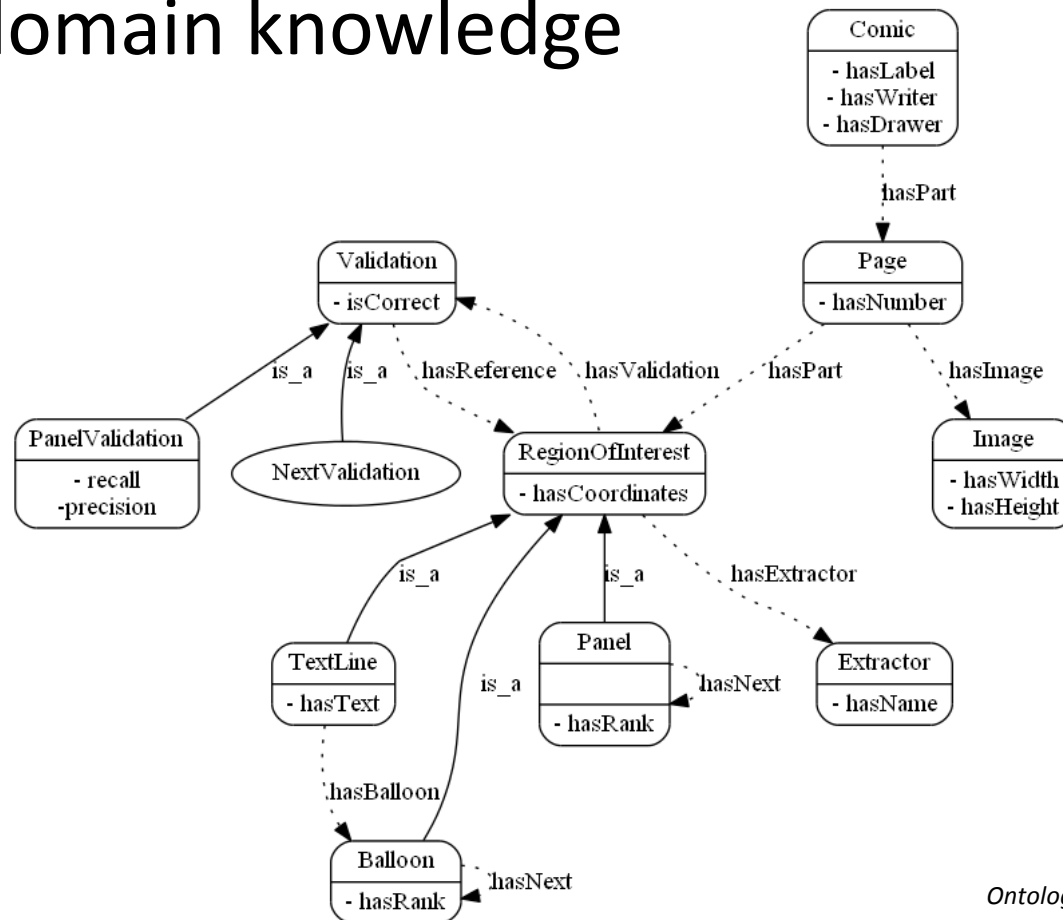 domain knowledge
Comic
- hasLabel
- hasWriter
- hasDrawer
hasPart
Validation
- isCorrect
Page
- hasNumber
is_a
is_a
hasReference
hasValidation
hasPart
hasImage
PanelValidation
- recall
-precision
NextValidation
RegionOfInterest
- hasCoordinates
Image
- hasWidth
- hasHeight
is_a
is_a
hasExtractor
TextLine
- hasText
is_a
Panel
- hasRank
hasNext
Extractor
- hasName
hasBalloon
Balloon
- hasRank
hasNext
Ontolog